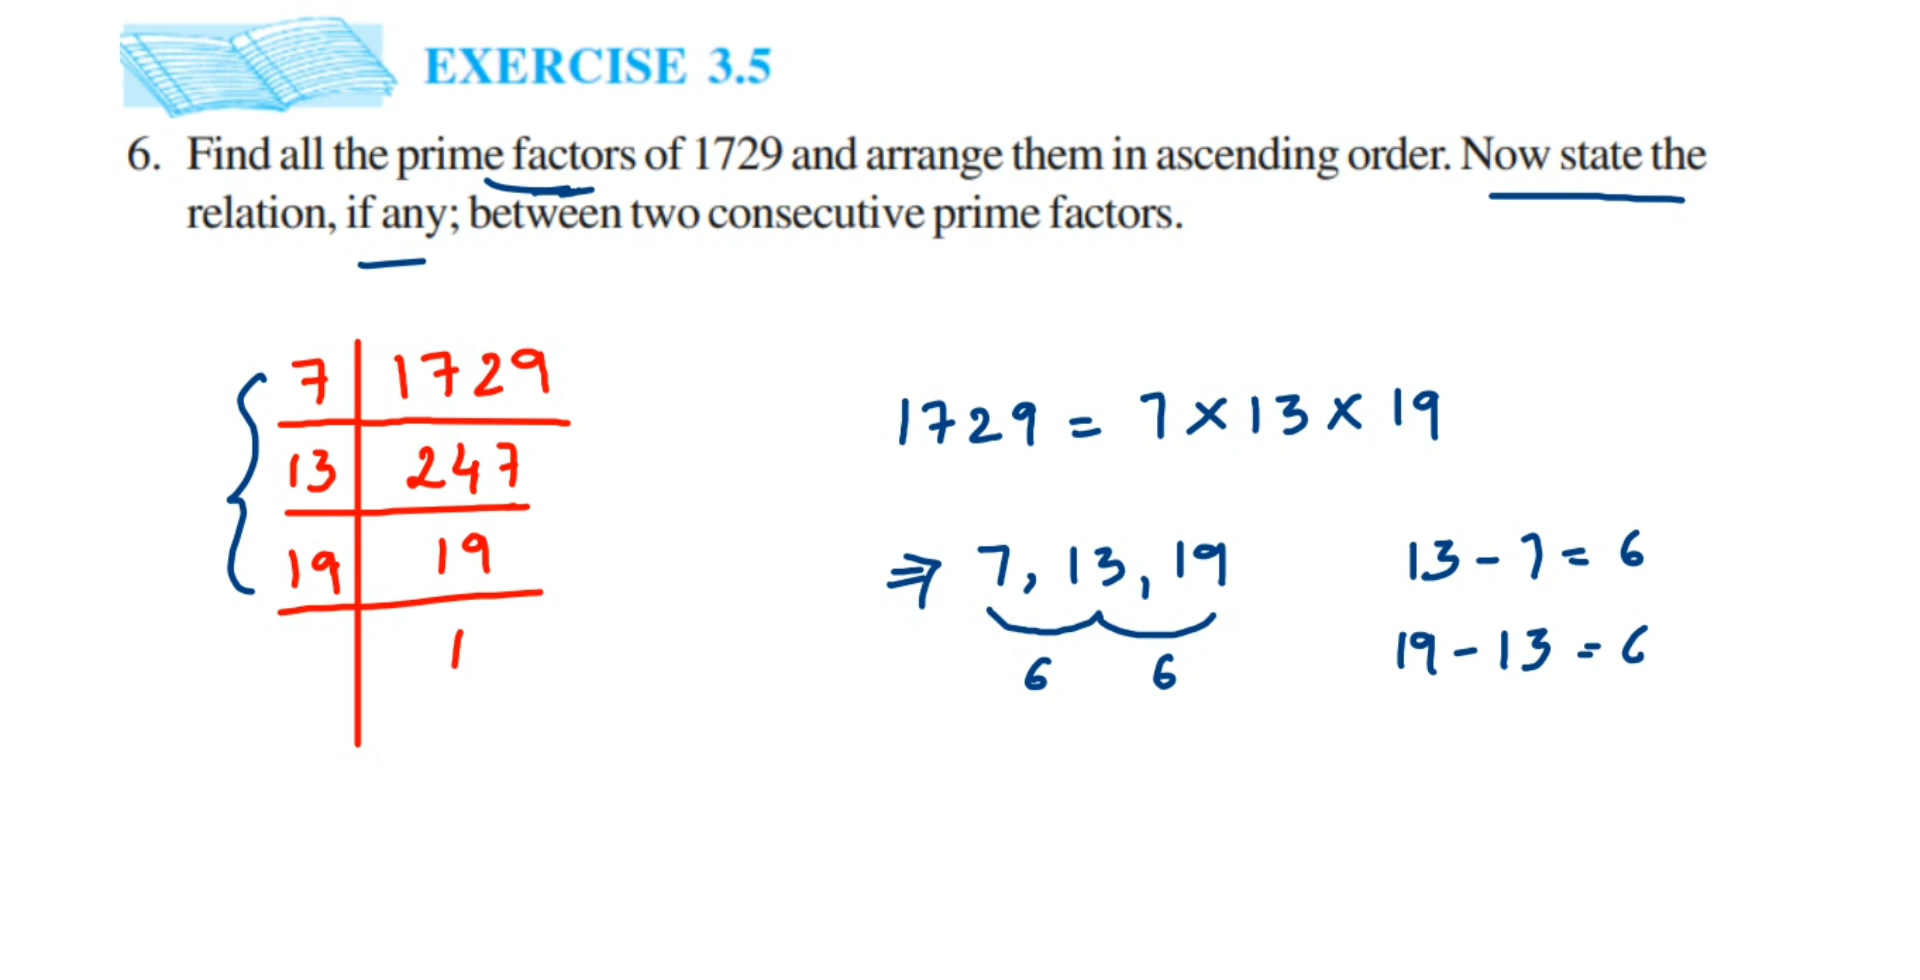 EXERCISE 3.5
6. Find all the prime factors of 1729 and arrange them in ascending order. Now state the
relation, if any; between two consecutive prime factors.
7 | 1729
13 | 247
19 | 19
1
1729 = 7 × 13 × 19
⇒ 7, 13, 19
6 6
13 - 7 = 6
19 - 13 = 6